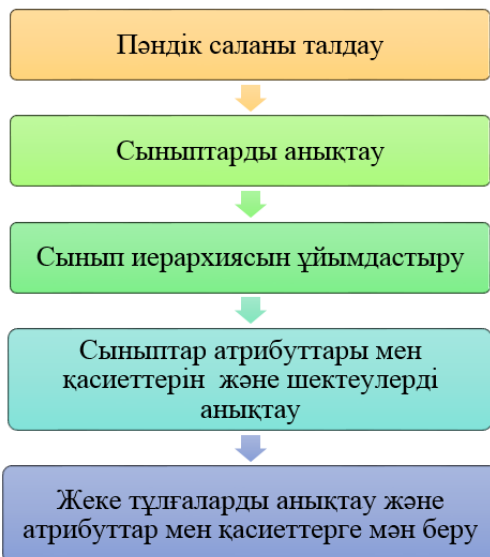 Пәндік саланы талдау
Сыныптарды анықтау
Сынып иерархиясын ұйымдастыру
Сыныптар атрибуттары мен
қасиеттерін және шектеулерді
анықтау
Жеке тұлғаларды анықтау және
атрибуттар мен қасиеттерге мән беру